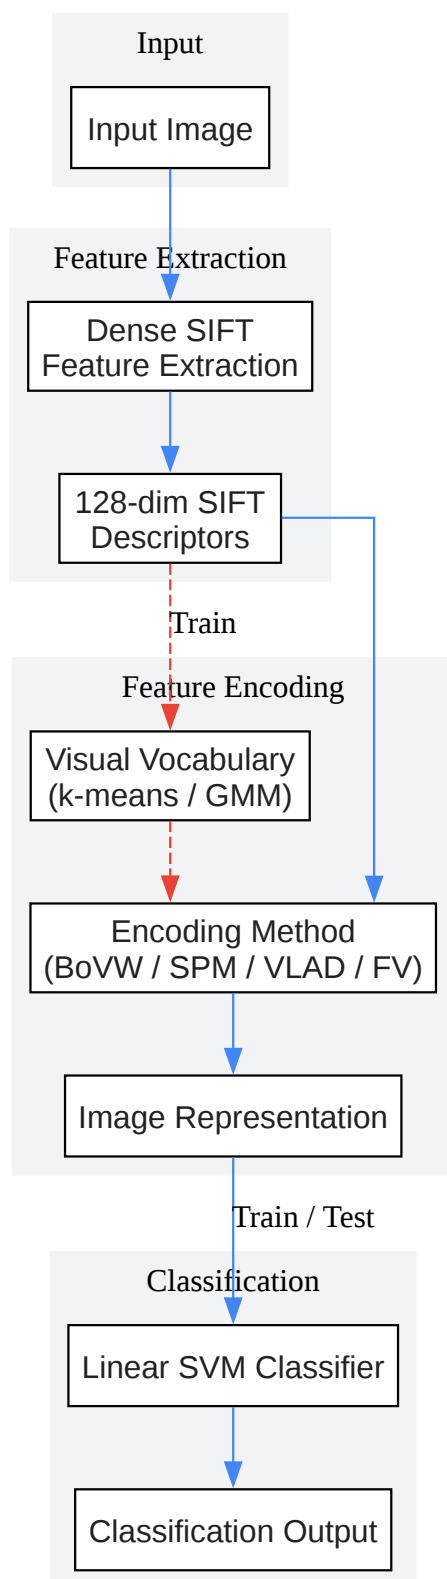 Input
Input Image
Feature Extraction
Dense SIFT
Feature Extraction
128-dim SIFT
Descriptors
Train
Feature Encoding
Visual Vocabulary
(k-means / GMM)
Encoding Method
(BoVW / SPM / VLAD / FV)
Image Representation
Train / Test
Classification
Linear SVM Classifier
Classification Output